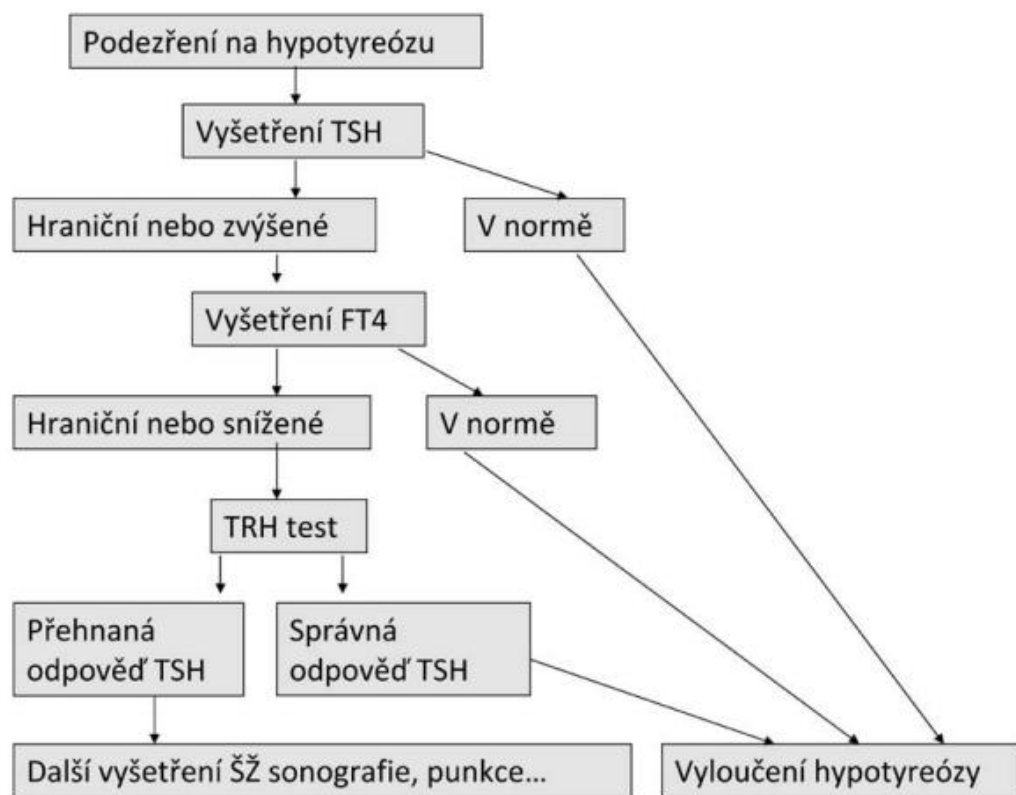 Podezření na hypotyreózu
Vyšetření TSH
Hraniční nebo zvýšené
V normě
Vyšetření FT4
Hraniční nebo snížené
V normě
TRH test
Přehnaná
odpověď TSH
Správná
odpověď TSH
Další vyšetření ŠŽ sonografie, punkce...
Vyloučení hypotyreózy